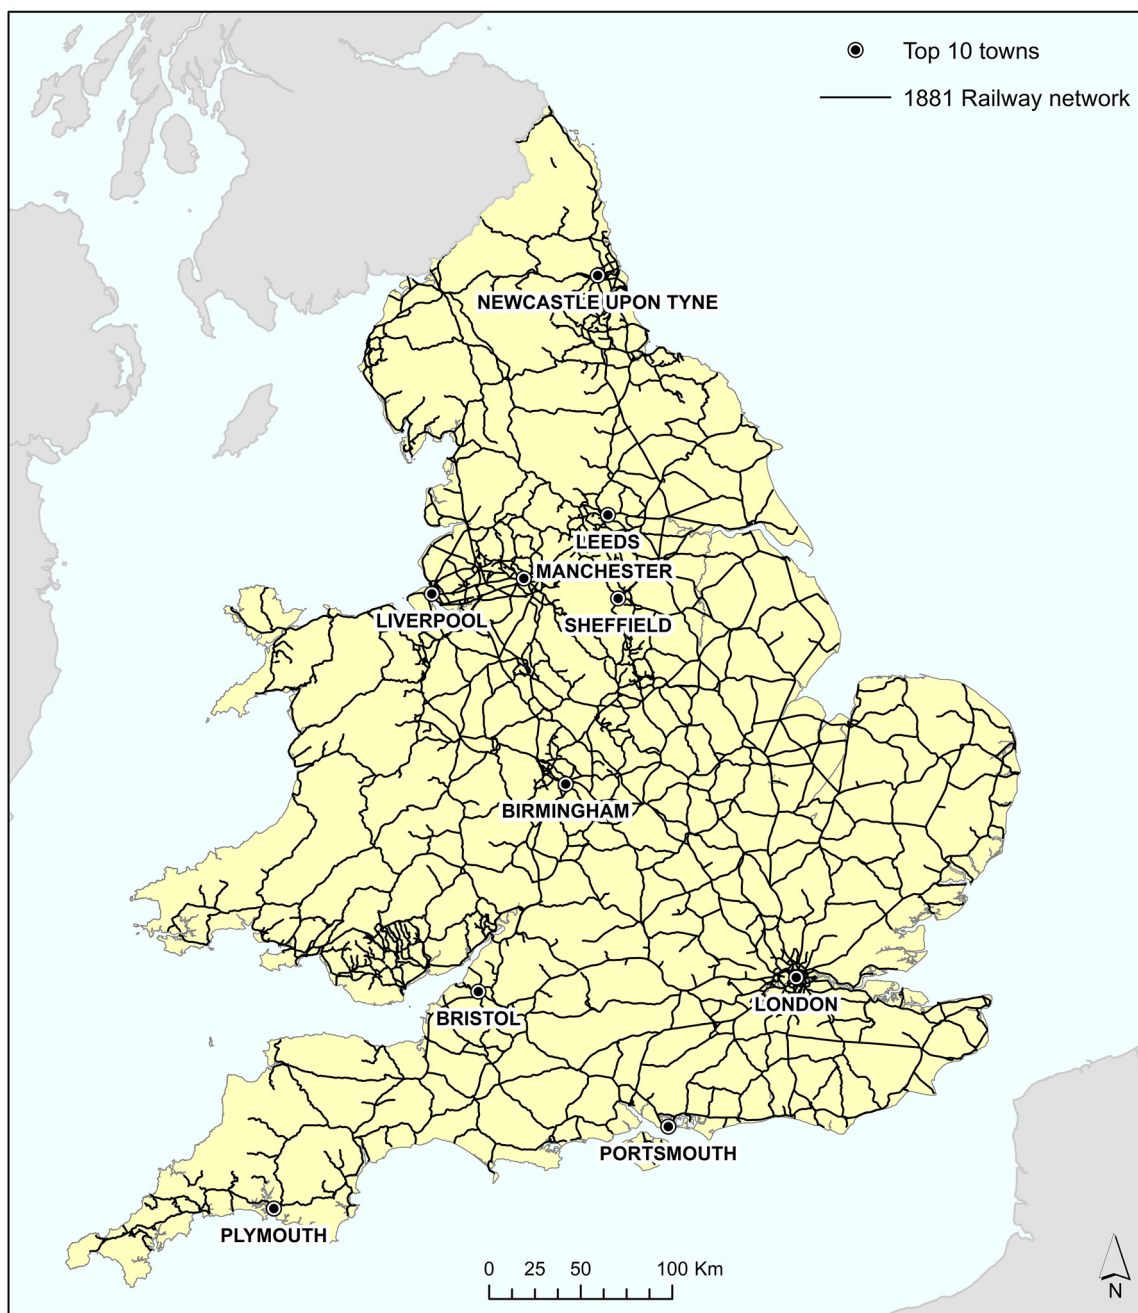 Top 10 towns
1881 Railway network
NEWCASTLE UPON TYNE
LEEDS
MANCHESTER
LIVERPOOL
SHEFFIELD
BIRMINGHAM
LONDON
BRISTOL
PORTSMOUTH
PLYMOUTH
0 25 50 100 Km
N